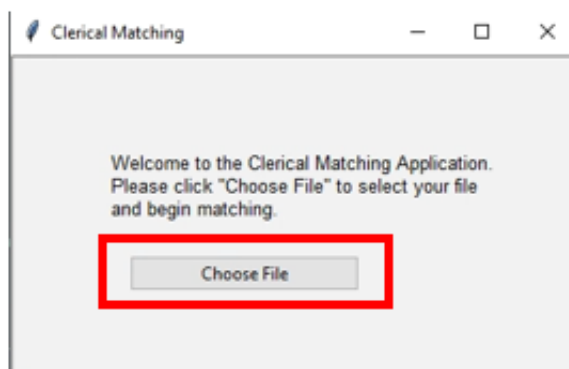 Clerical Matching
Welcome to the Clerical Matching Application.
Please click "Choose File" to select your file
and begin matching.
Choose File